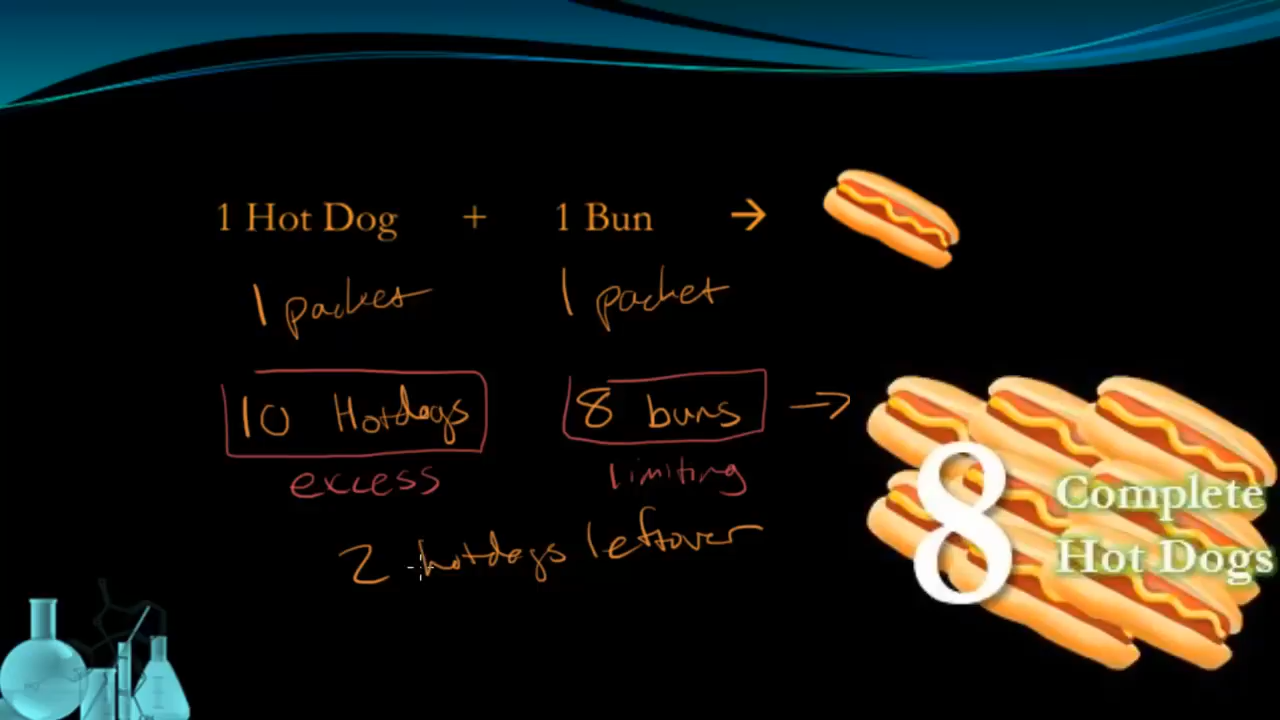 1 Hot Dog + 1 Bun →
1 packet 1 packet
10 Hotdogs 8 buns →
excess limiting
2 hotdogs leftover
8 Complete
Hot Dogs